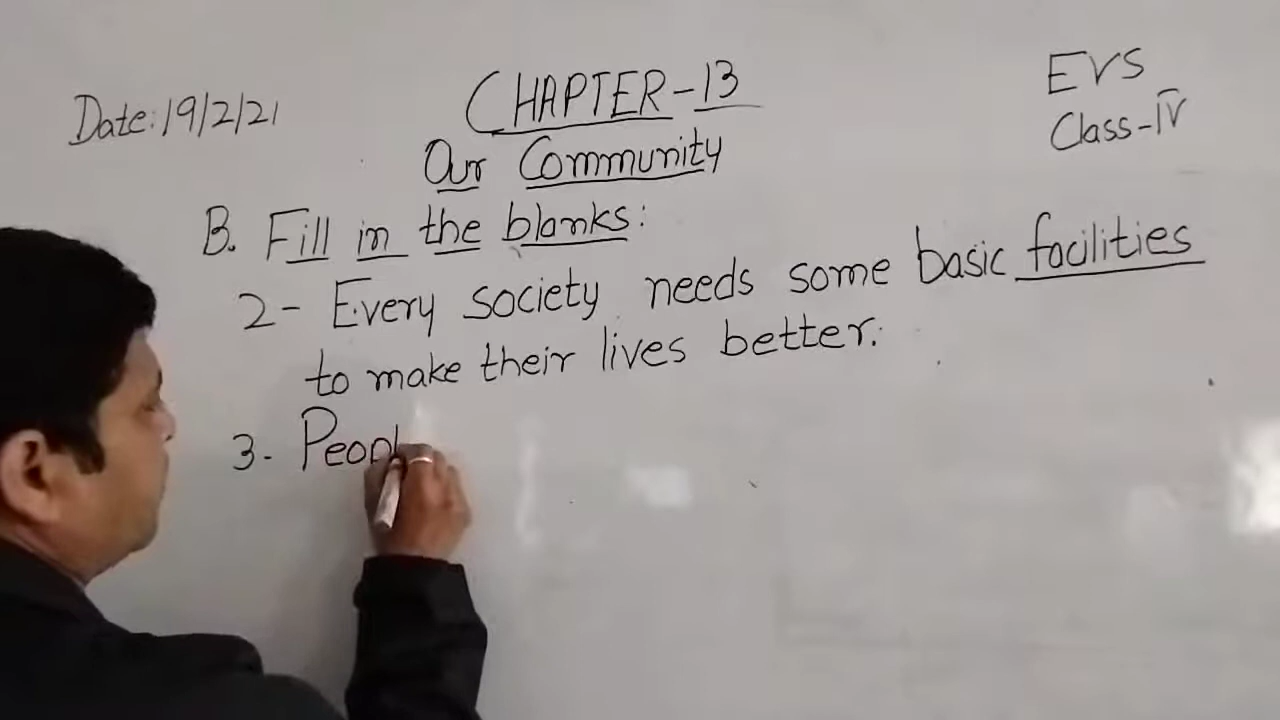 Date: 19/2/21
CHAPTER-13
EVS
Class-IV
Our Community
B. Fill in the blanks:
2- Every society needs some basic facilities
to make their lives better.
3. Peopl